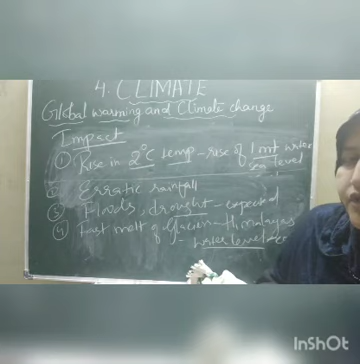 4. CLIMATE
Global warming and Climate change
Impact
① Rise in 2°C temp - rise of 1 mt water
sea level
② Erratic rainfall
③ Floods, drought - expected
④ Fast melt of Glaciers - Himalayas
- water level
InShOt